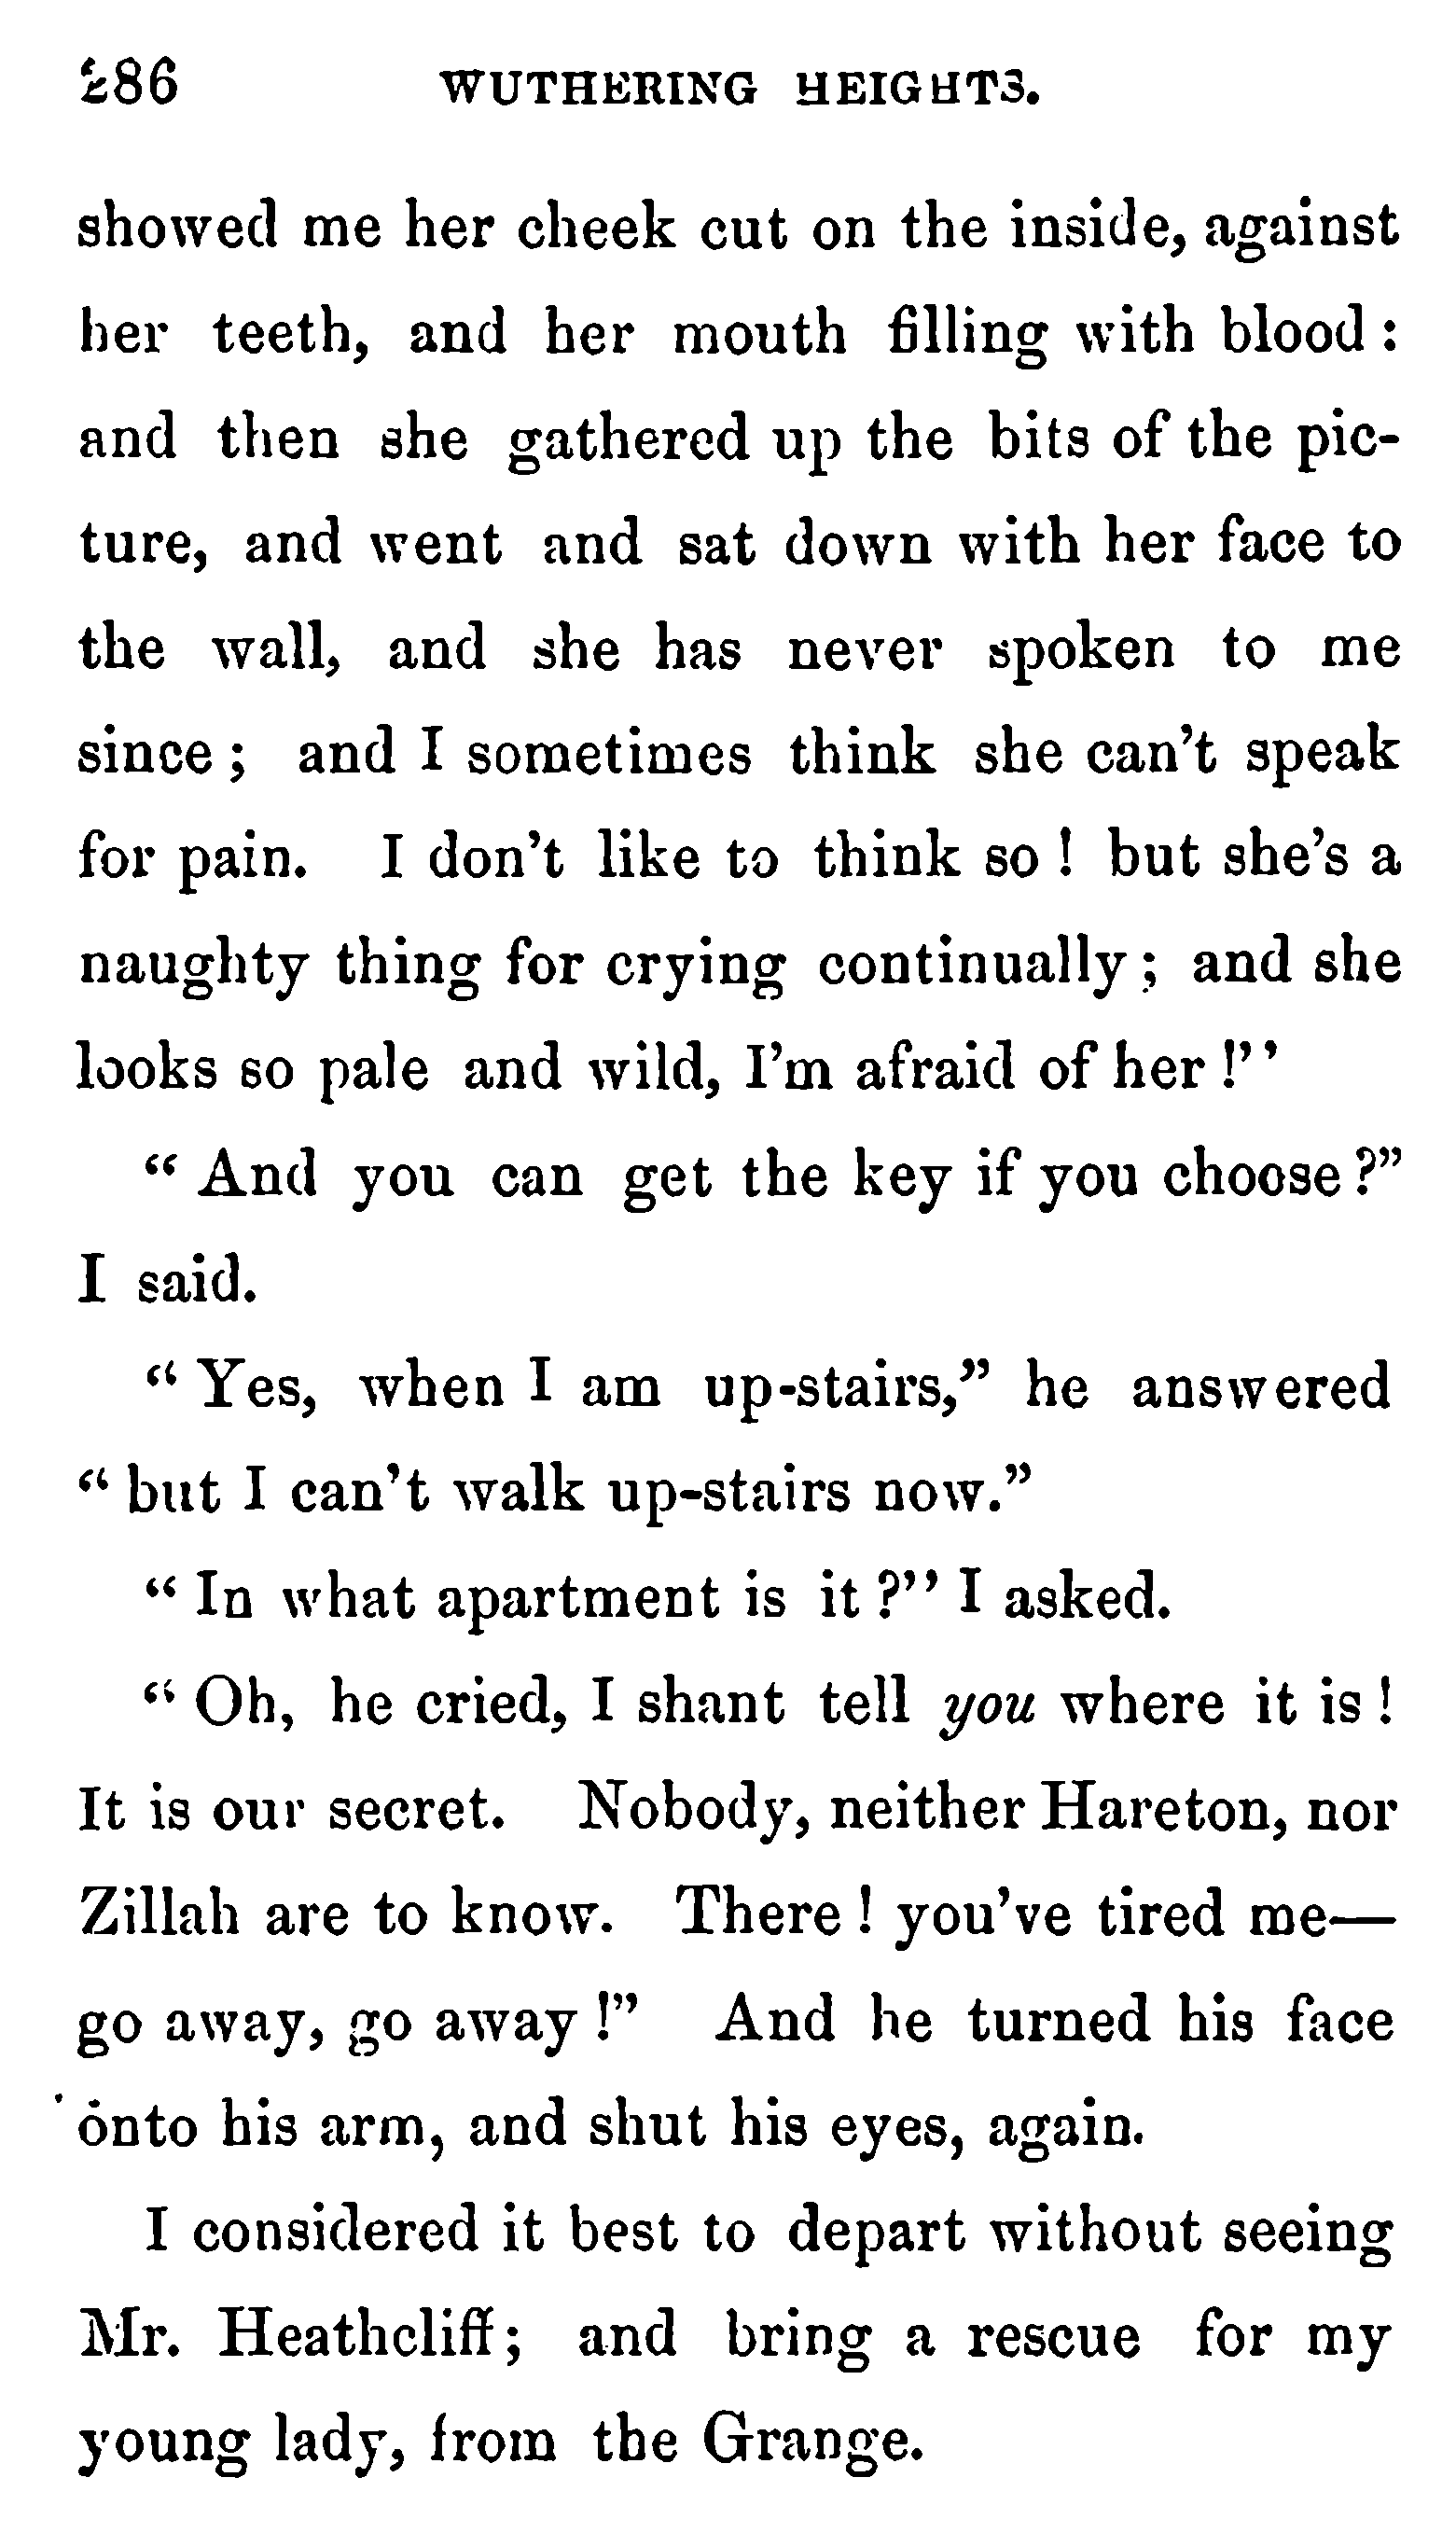 286 WUTHERING HEIGHTS.
showed me her cheek cut on the inside, against
her teeth, and her mouth filling with blood :
and then she gathered up the bits of the pic-
ture, and went and sat down with her face to
the wall, and she has never spoken to me
since ; and I sometimes think she can't speak
for pain. I don't like to think so ! but she's a
naughty thing for crying continually ; and she
looks so pale and wild, I'm afraid of her !''
“ And you can get the key if you choose ?”
I said.
“ Yes, when I am up-stairs,” he answered
“ but I can't walk up-stairs now.”
“ In what apartment is it ?'' I asked.
“ Oh, he cried, I shant tell you where it is !
It is our secret. Nobody, neither Hareton, nor
Zillah are to know. There ! you've tired me—
go away, go away !” And he turned his face
onto his arm, and shut his eyes, again.
I considered it best to depart without seeing
Mr. Heathcliff; and bring a rescue for my
young lady, from the Grange.